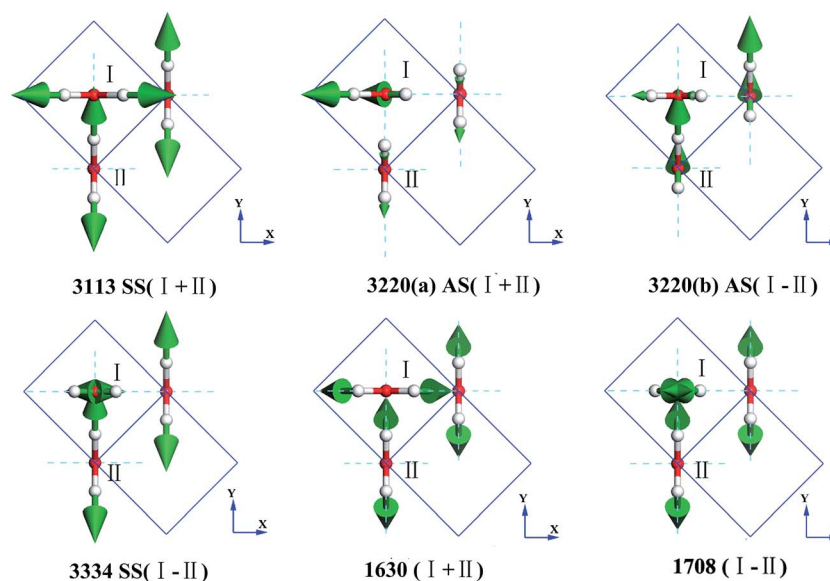 I
II
Y
X
3113 SS( I + II )
I
II
Y
X
3220(a) AS( I + II )
I
II
Y
3220(b) AS( I - II )
I
II
Y
X
3334 SS( I - II )
I
II
Y
X
1630 ( I + II )
I
II
Y
1708 ( I - II )